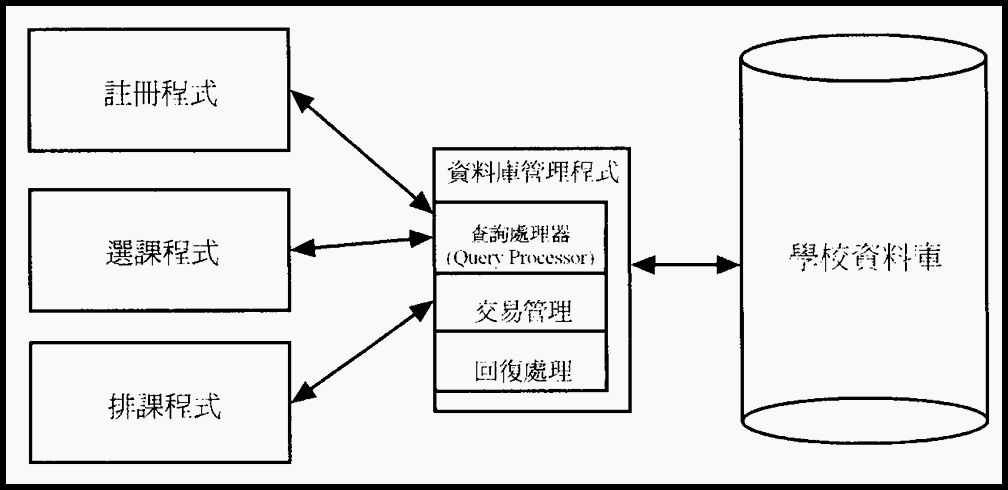 註冊程式
選課程式
排課程式
資料庫管理程式
查詢處理器
(Query Processor)
交易管理
回復處理
學校資料庫